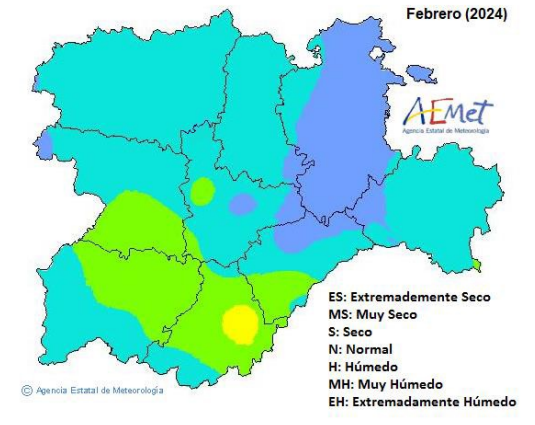 Febrero (2024)
AEmet
Agencia Estatal de Meteorología
ES: Extremademente Seco
MS: Muy Seco
S: Seco
N: Normal
H: Húmedo
MH: Muy Húmedo
EH: Extremadamente Húmedo
© Agencia Estatal de Meteorología